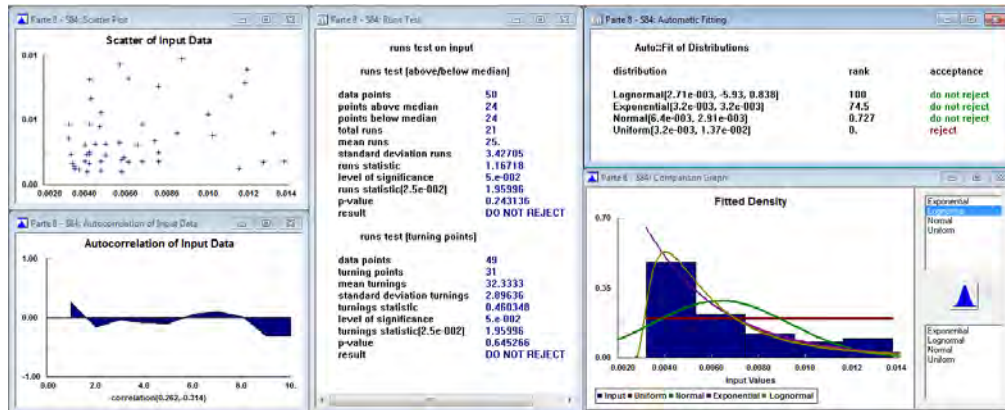 Parte 8 - S84: Scatter Plot
Scatter of Input Data
0.01
0.01
0.00
0.0020 0.0040 0.0060 0.0080 0.010 0.012 0.014
Parte 8 - S84: Autocorrelation of Input Data
Autocorrelation of Input Data
1.00
0.00
-1.00
0.00 2.0 4.0 6.0 8.0 10.
correlation(0.262,-0.314)
Parte 8 - S84: Runs Test
runs test on input
runs test (above/below median)
data points 50
points above median 24
points below median 24
total runs 21
mean runs 25.
standard deviation runs 3.42705
runs statistic 1.16718
level of significance 5.e-002
runs statistic(2.5e-002) 1.95996
p-value 0.243136
result DO NOT REJECT
runs test (turning points)
data points 49
turning points 31
mean turnings 32.3333
standard deviation turnings 2.89636
turnings statistic 0.460348
level of significance 5.e-002
turnings statistic(2.5e-002) 1.95996
p-value 0.645266
result DO NOT REJECT
Parte 8 - S84: Automatic Fitting
Auto::Fit of Distributions
distribution rank acceptance
Lognormal(2.71e-003, -5.93, 0.838) 100 do not reject
Exponential(3.2e-003, 3.2e-003) 74.5 do not reject
Normal(6.4e-003, 2.91e-003) 0.727 do not reject
Uniform(3.2e-003, 1.37e-002) 0. reject
Parte 8 - S84: Comparison Graph
Fitted Density
0.70
0.35
0.00
0.0020 0.0040 0.0060 0.0080 0.010 0.012 0.014
Input Values
Input Uniform Normal Exponential Lognormal
Exponential
Lognormal
Normal
Uniform
Exponential
Lognormal
Normal
Uniform